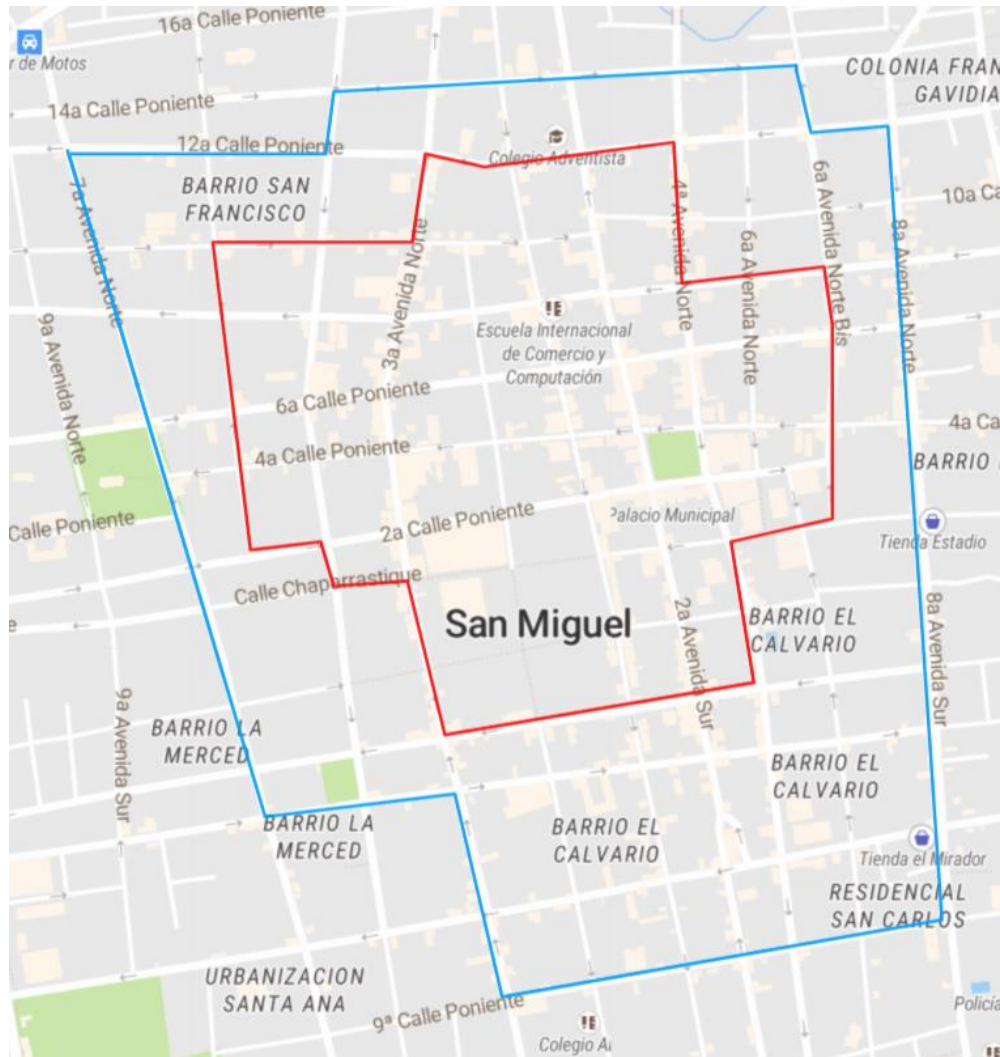 16a Calle Poniente
r de Motos
COLONIA FRAN
GAVIDIA
14a Calle Poniente
12a Calle Poniente
Colegio Adventista
BARRIO SAN
FRANCISCO
7a Avenida Norte
4ª Avenida Norte
6a Avenida Norte Bis
10a Ca
3a Avenida Norte
6a Avenida Norte
8a Avenida Norte
9a Avenida Norte
Escuela Internacional
de Comercio y
Computación
6a Calle Poniente
4a Calle Poniente
4a Ca
BARRIO
Calle Poniente
2a Calle Poniente
Palacio Municipal
Tienda Estadio
Calle Chaparrastique
e
San Miguel
2a Avenida Sur
BARRIO EL
CALVARIO
8a Avenida Sur
9a Avenida Sur
BARRIO LA
MERCED
BARRIO EL
CALVARIO
BARRIO LA
MERCED
BARRIO EL
CALVARIO
Tienda el Mirador
RESIDENCIAL
SAN CARLOS
URBANIZACION
SANTA ANA
9ª Calle Poniente
Policía
Colegio Al